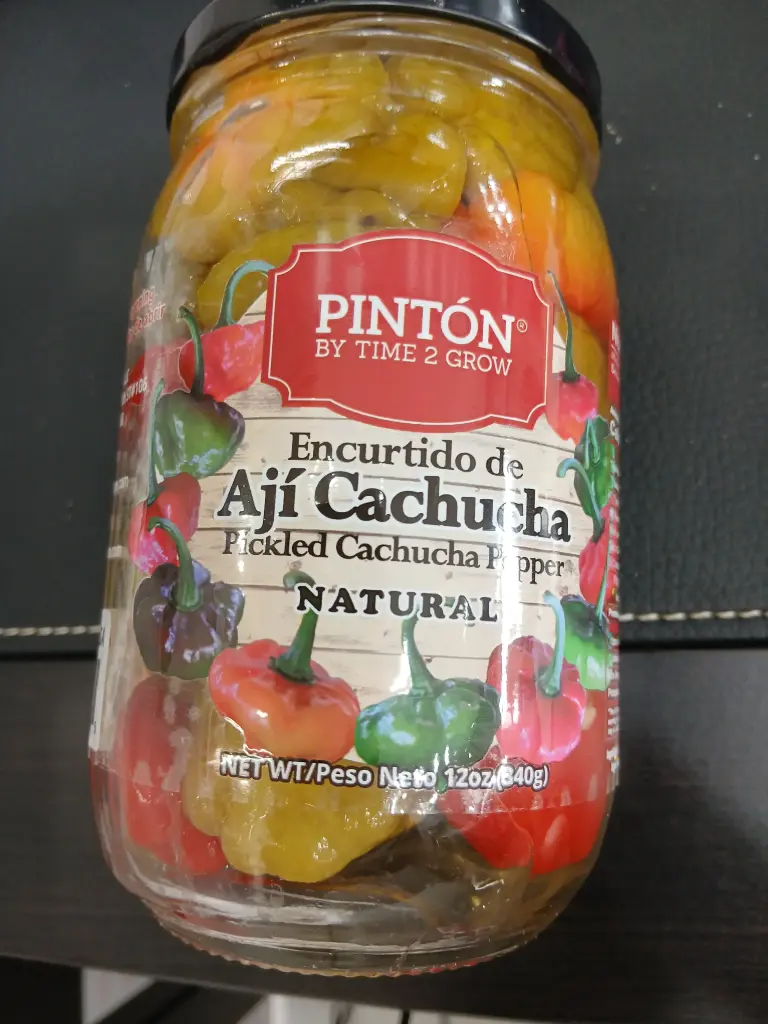 PINTÓN®
BY TIME 2 GROW
Encurtido de
Ají Cachucha
Pickled Cachucha Pepper
NATURAL
NET WT/Peso Neto 12oz (340g)